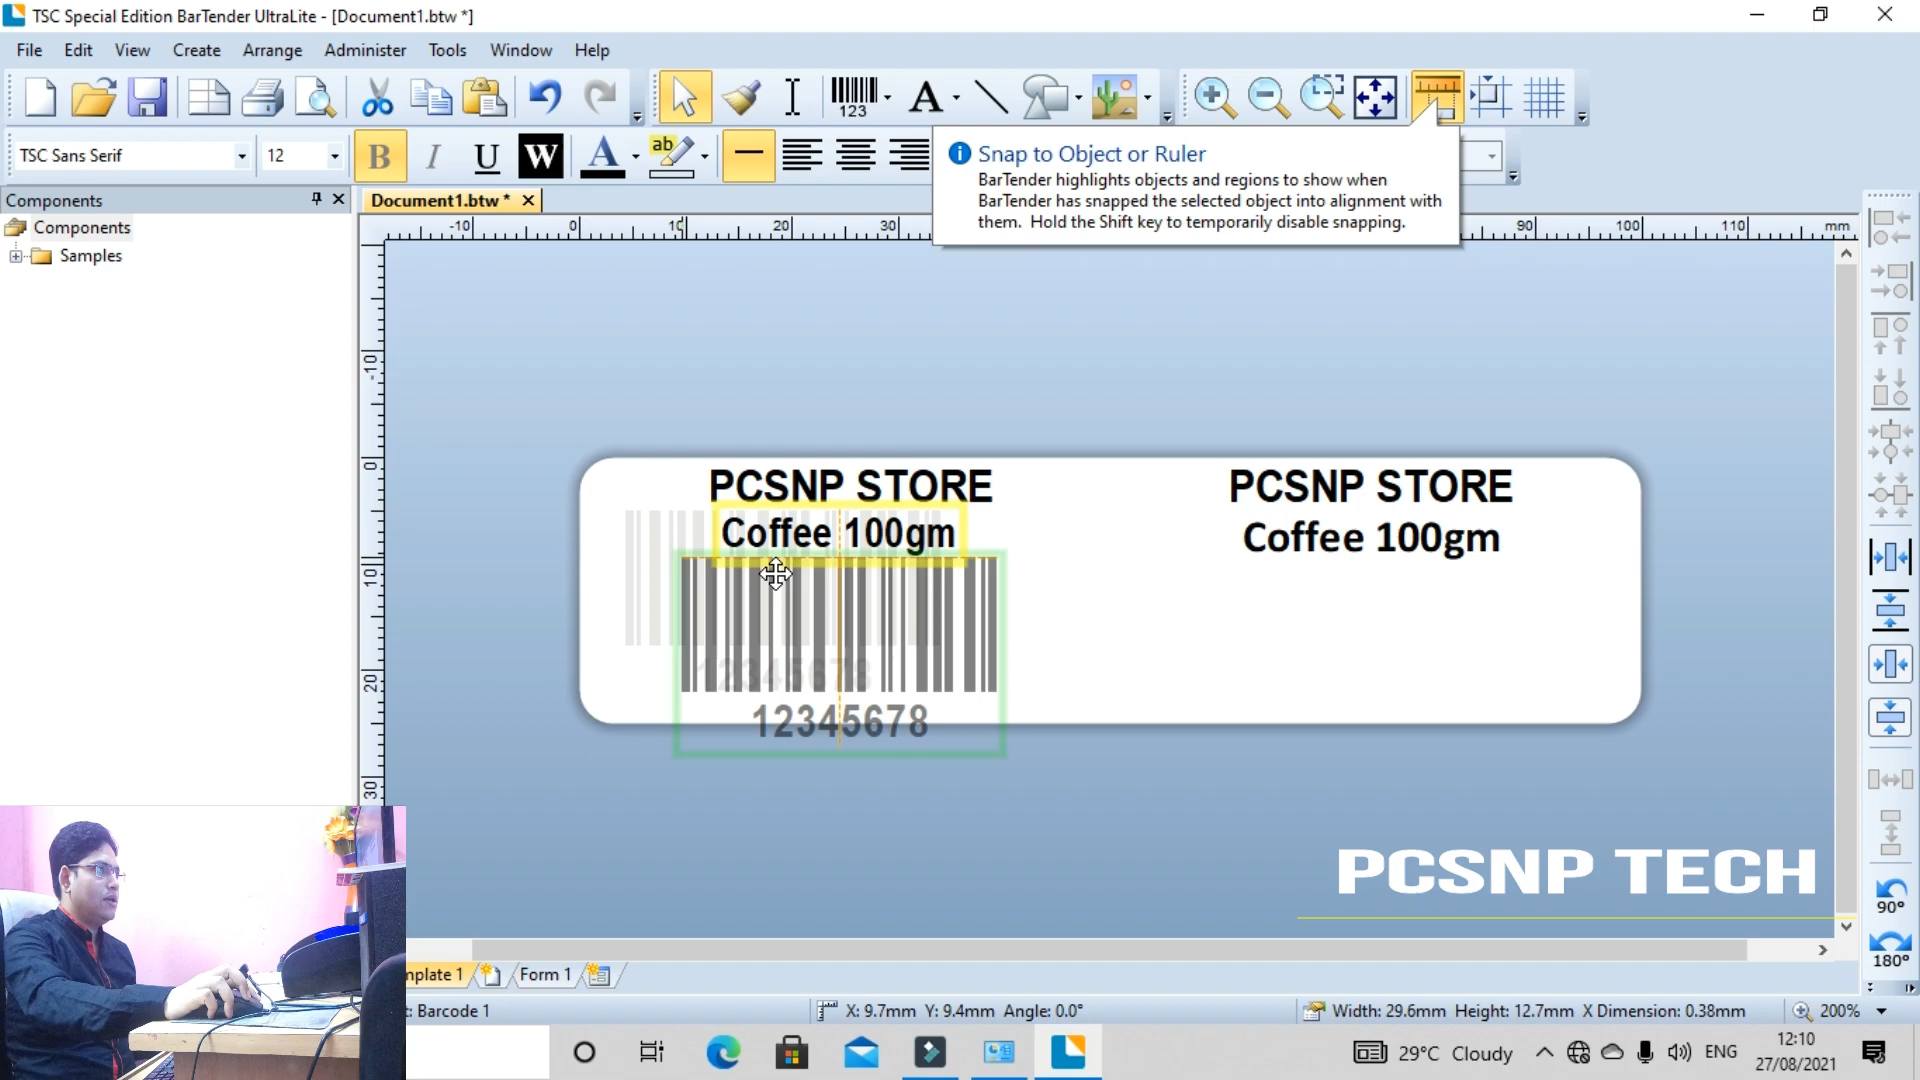 TSC Special Edition BarTender UltraLite - [Document1.btw *]
File Edit View Create Arrange Administer Tools Window Help
123
A
TSC Sans Serif 12 B I U W A ab
Snap to Object or Ruler
BarTender highlights objects and regions to show when
BarTender has snapped the selected object into alignment with
them. Hold the Shift key to temporarily disable snapping.
Components
Components
Samples
Document1.btw *
-10 0 10 20 30 90 100 110 mm
-10
0
10
20
30
PCSNP STORE
Coffee 100gm
12345678
12345678
PCSNP STORE
Coffee 100gm
PCSNP TECH
90°
180°
mplate 1 Form 1
t: Barcode 1 X: 9.7mm Y: 9.4mm Angle: 0.0° Width: 29.6mm Height: 12.7mm X Dimension: 0.38mm 200%
29°C Cloudy ENG
12:10
27/08/2021